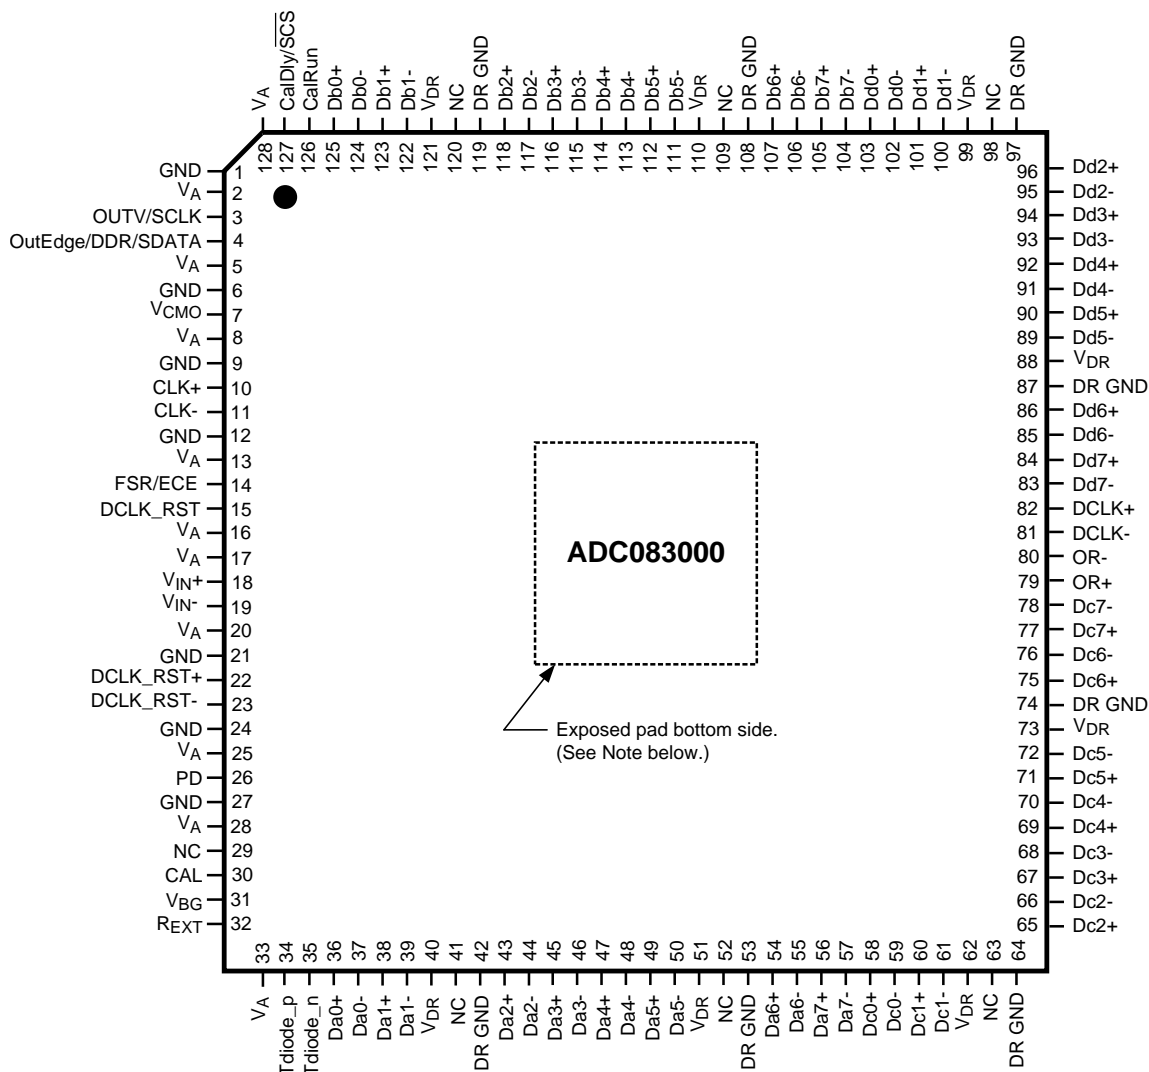 VA
CalDly/SCS
CalRun
Db0+
Db0-
Db1+
Db1-
VDR
NC
DR GND
Db2+
Db2-
Db3+
Db3-
Db4+
Db4-
Db5+
Db5-
VDR
NC
DR GND
Db6+
Db6-
Db7+
Db7-
Dd0+
Dd0-
Dd1+
Dd1-
VDR
NC
DR GND
128
127
126
125
124
123
122
121
120
119
118
117
116
115
114
113
112
111
110
109
108
107
106
105
104
103
102
101
100
99
98
97
GND 1
VA 2
OUTV/SCLK 3
OutEdge/DDR/SDATA 4
VA 5
GND 6
VCMO 7
VA 8
GND 9
CLK+ 10
CLK- 11
GND 12
VA 13
FSR/ECE 14
DCLK_RST 15
VA 16
VA 17
VIN+ 18
VIN- 19
VA 20
GND 21
DCLK_RST+ 22
DCLK_RST- 23
GND 24
VA 25
PD 26
GND 27
VA 28
NC 29
CAL 30
VBG 31
REXT 32
ADC083000
Exposed pad bottom side.
(See Note below.)
96 Dd2+
95 Dd2-
94 Dd3+
93 Dd3-
92 Dd4+
91 Dd4-
90 Dd5+
89 Dd5-
88 VDR
87 DR GND
86 Dd6+
85 Dd6-
84 Dd7+
83 Dd7-
82 DCLK+
81 DCLK-
80 OR-
79 OR+
78 Dc7-
77 Dc7+
76 Dc6-
75 Dc6+
74 DR GND
73 VDR
72 Dc5-
71 Dc5+
70 Dc4-
69 Dc4+
68 Dc3-
67 Dc3+
66 Dc2-
65 Dc2+
33
34
35
36
37
38
39
40
41
42
43
44
45
46
47
48
49
50
51
52
53
54
55
56
57
58
59
60
61
62
63
64
VA
Tdiode_p
Tdiode_n
Da0+
Da0-
Da1+
Da1-
VDR
NC
DR GND
Da2+
Da2-
Da3+
Da3-
Da4+
Da4-
Da5+
Da5-
VDR
NC
DR GND
Da6+
Da6-
Da7+
Da7-
Dc0+
Dc0-
Dc1+
Dc1-
VDR
NC
DR GND